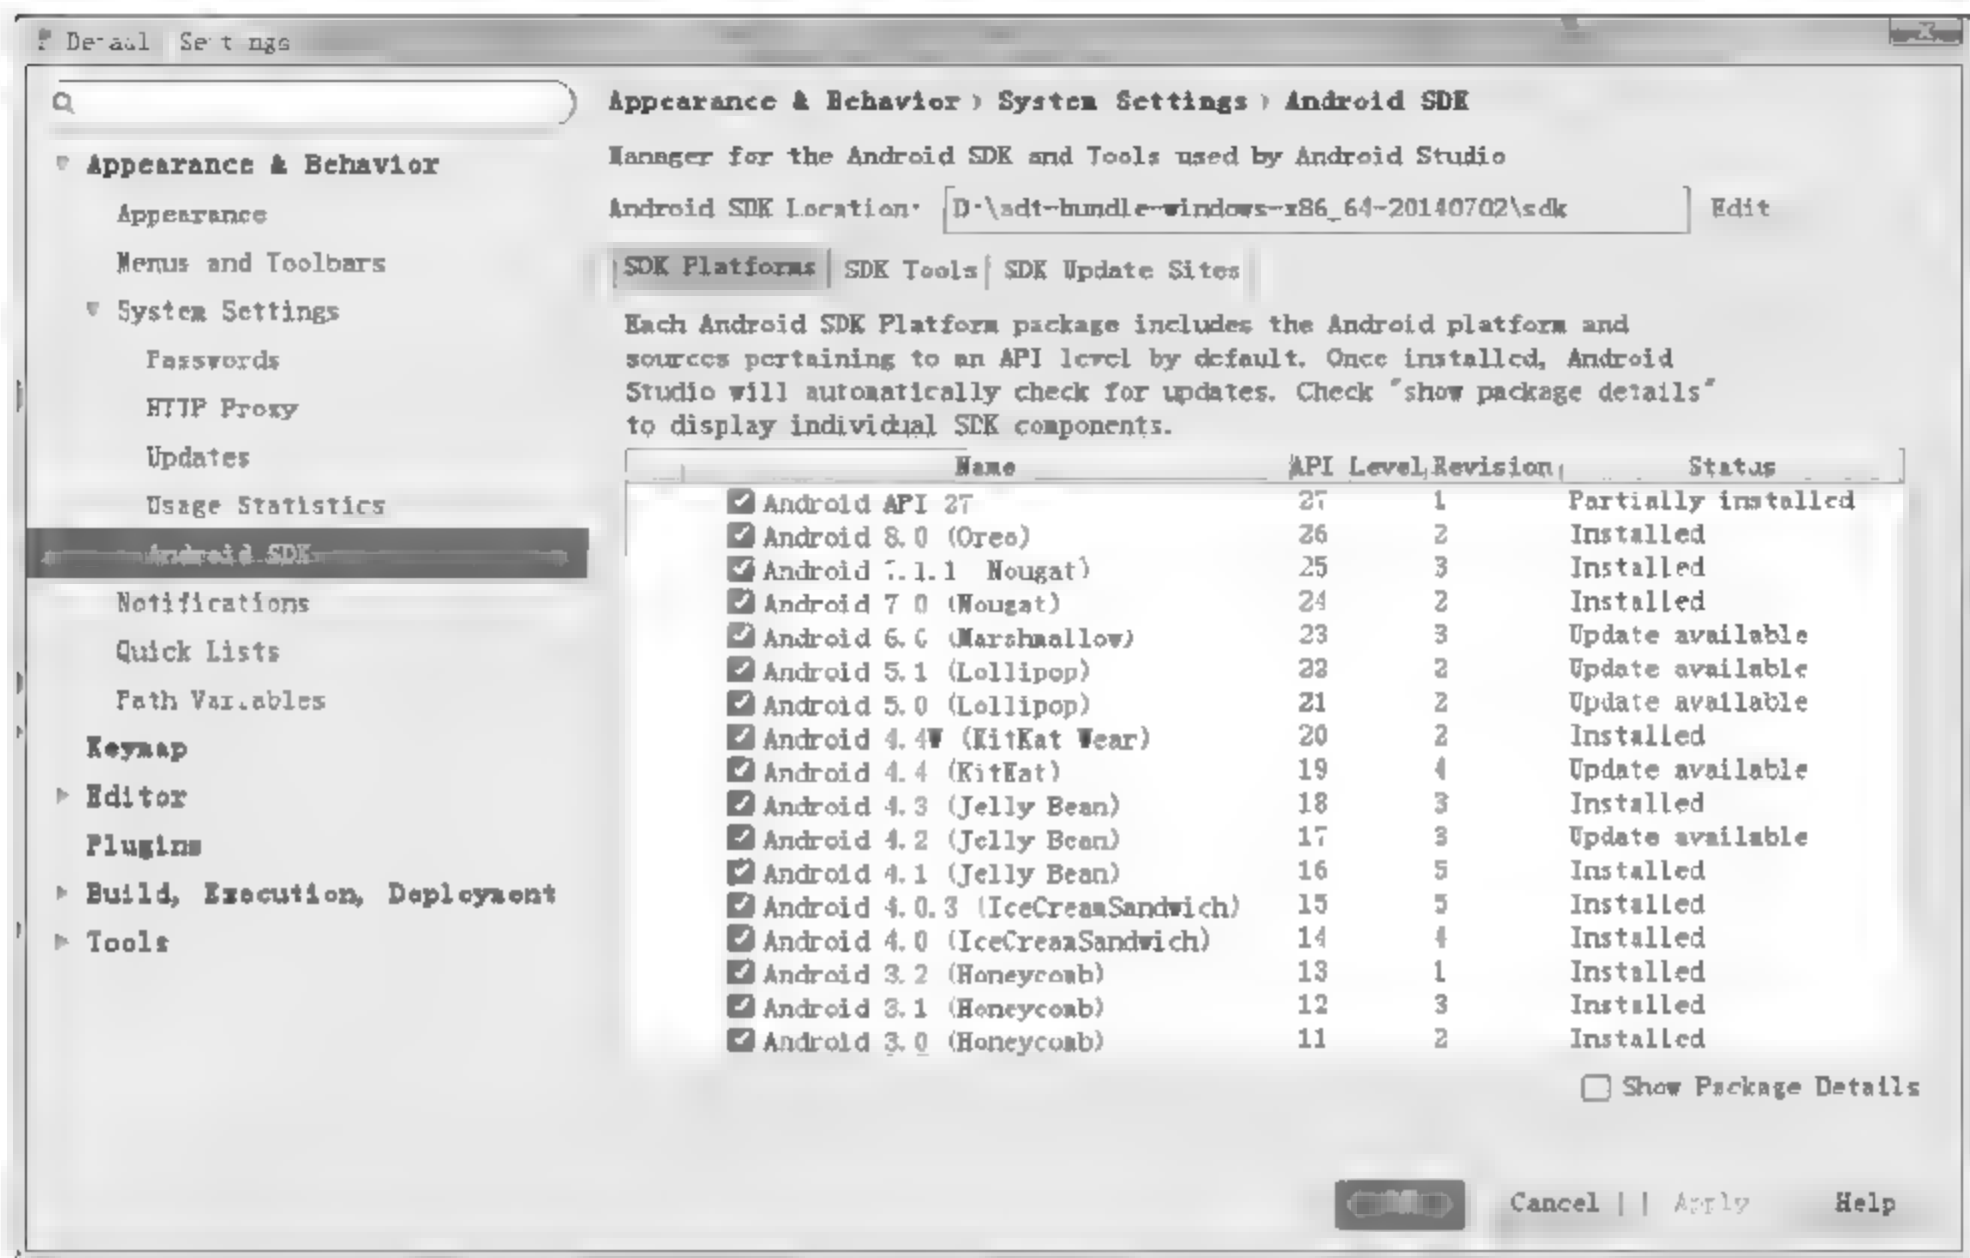 Default Settings
Appearance & Behavior › System Settings › Android SDK
Appearance & Behavior
Appearance
Menus and Toolbars
System Settings
Passwords
HTTP Proxy
Updates
Usage Statistics
Android SDK
Notifications
Quick Lists
Path Variables
Keymap
Editor
Plugins
Build, Execution, Deployment
Tools
Manager for the Android SDK and Tools used by Android Studio
Android SDK Location: D:\adt-bundle-windows-x86_64-20140702\sdk Edit
SDK Platforms SDK Tools SDK Update Sites
Each Android SDK Platform package includes the Android platform and
sources pertaining to an API level by default. Once installed, Android
Studio will automatically check for updates. Check "show package details"
to display individual SDK components.
Name API Level Revision Status
Android API 27 27 1 Partially installed
Android 8.0 (Oreo) 26 2 Installed
Android 7.1.1 (Nougat) 25 3 Installed
Android 7.0 (Nougat) 24 2 Installed
Android 6.0 (Marshmallow) 23 3 Update available
Android 5.1 (Lollipop) 22 2 Update available
Android 5.0 (Lollipop) 21 2 Update available
Android 4.4W (KitKat Wear) 20 2 Installed
Android 4.4 (KitKat) 19 4 Update available
Android 4.3 (Jelly Bean) 18 3 Installed
Android 4.2 (Jelly Bean) 17 3 Update available
Android 4.1 (Jelly Bean) 16 5 Installed
Android 4.0.3 (IceCreamSandwich) 15 5 Installed
Android 4.0 (IceCreamSandwich) 14 4 Installed
Android 3.2 (Honeycomb) 13 1 Installed
Android 3.1 (Honeycomb) 12 3 Installed
Android 3.0 (Honeycomb) 11 2 Installed
Show Package Details
Cancel Apply Help